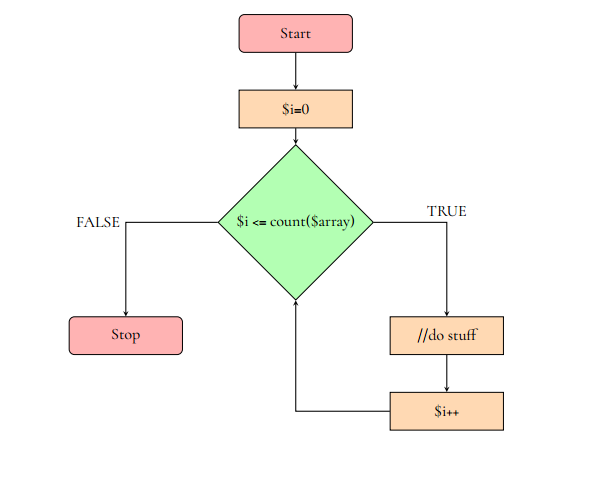 Start
$i=0
$i <= count($array)
FALSE
TRUE
Stop
//do stuff
$i++